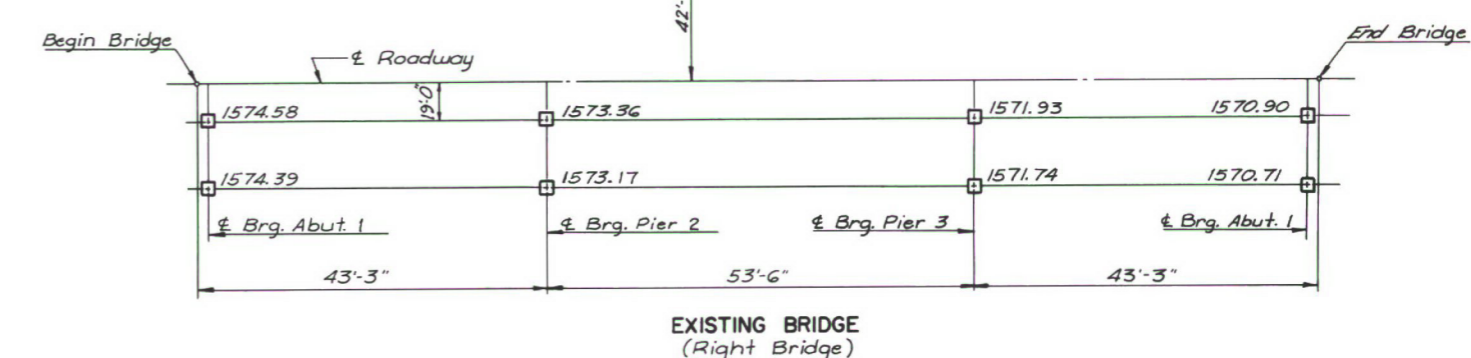 42'-
Begin Bridge
℄ Roadway
End Bridge
19'-0"
1574.58
1573.36
1571.93
1570.90
1574.39
1573.17
1571.74
1570.71
℄ Brg. Abut. 1
℄ Brg. Pier 2
℄ Brg. Pier 3
℄ Brg. Abut. 1
43'-3"
53'-6"
43'-3"
EXISTING BRIDGE
(Right Bridge)